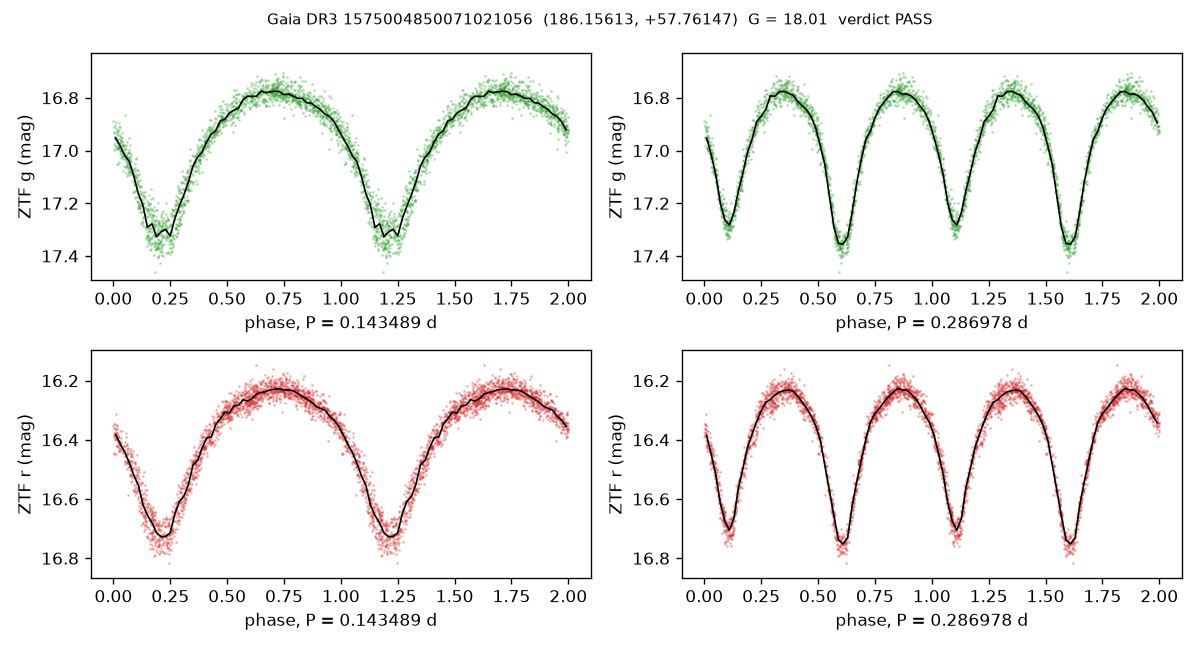 Gaia DR3 1575004850071021056 (186.15613, +57.76147) G = 18.01 verdict PASS
ZTF g (mag)
16.8
17.0
17.2
17.4
0.00 0.25 0.50 0.75 1.00 1.25 1.50 1.75 2.00
phase, P = 0.143489 d
ZTF g (mag)
16.8
17.0
17.2
17.4
0.00 0.25 0.50 0.75 1.00 1.25 1.50 1.75 2.00
phase, P = 0.286978 d
ZTF r (mag)
16.2
16.4
16.6
16.8
0.00 0.25 0.50 0.75 1.00 1.25 1.50 1.75 2.00
phase, P = 0.143489 d
ZTF r (mag)
16.2
16.4
16.6
16.8
0.00 0.25 0.50 0.75 1.00 1.25 1.50 1.75 2.00
phase, P = 0.286978 d